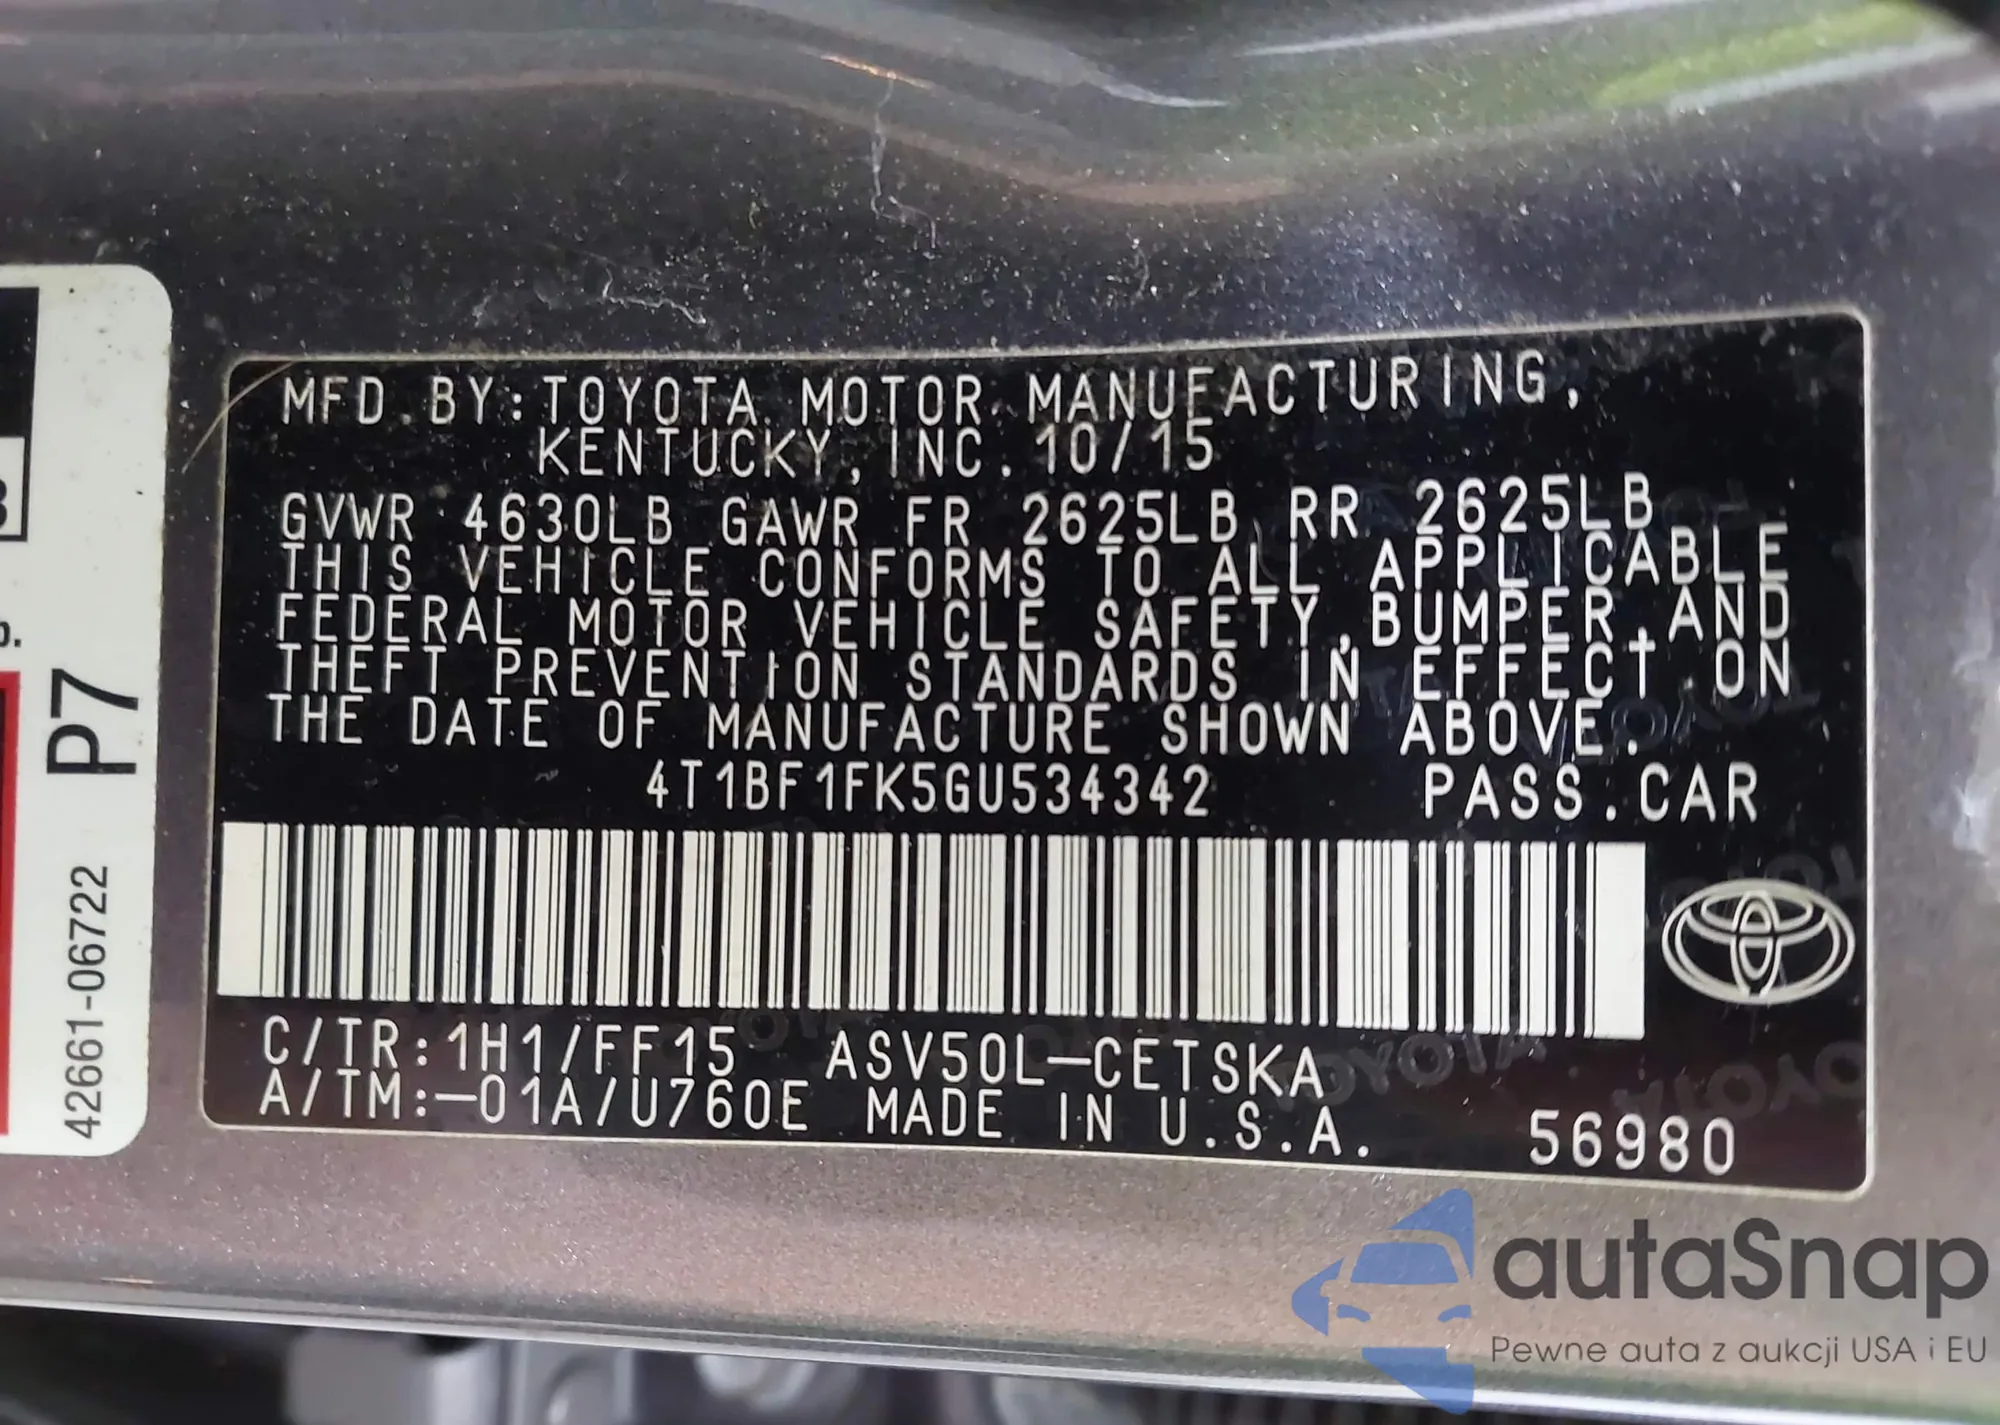 MFD.BY:TOYOTA MOTOR MANUFACTURING,
KENTUCKY,INC.10/15
GVWR 4630LB GAWR FR 2625LB RR 2625LB
THIS VEHICLE CONFORMS TO ALL APPLICABLE
FEDERAL MOTOR VEHICLE SAFETY,BUMPER,AND
THEFT PREVENTION STANDARDS IN EFFECT ON
THE DATE OF MANUFACTURE SHOWN ABOVE.
4T1BF1FK5GU534342 PASS.CAR
C/TR:1H1/FF15 ASV50L-CETSKA
A/TM:-01A/U760E MADE IN U.S.A. 56980
P7
42661-06722
autaSnap
Pewne auta z aukcji USA i EU